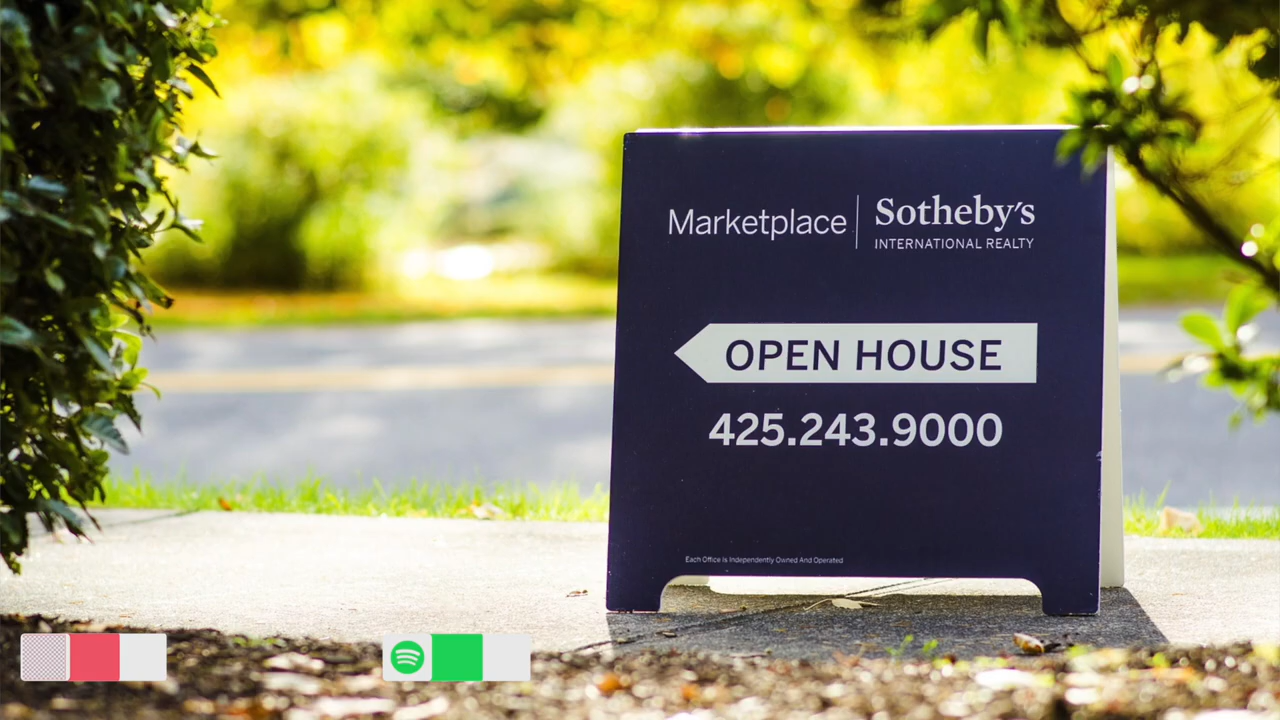 Marketplace | Sotheby's
INTERNATIONAL REALTY
OPEN HOUSE
425.243.9000
Each Office is Independently Owned And Operated